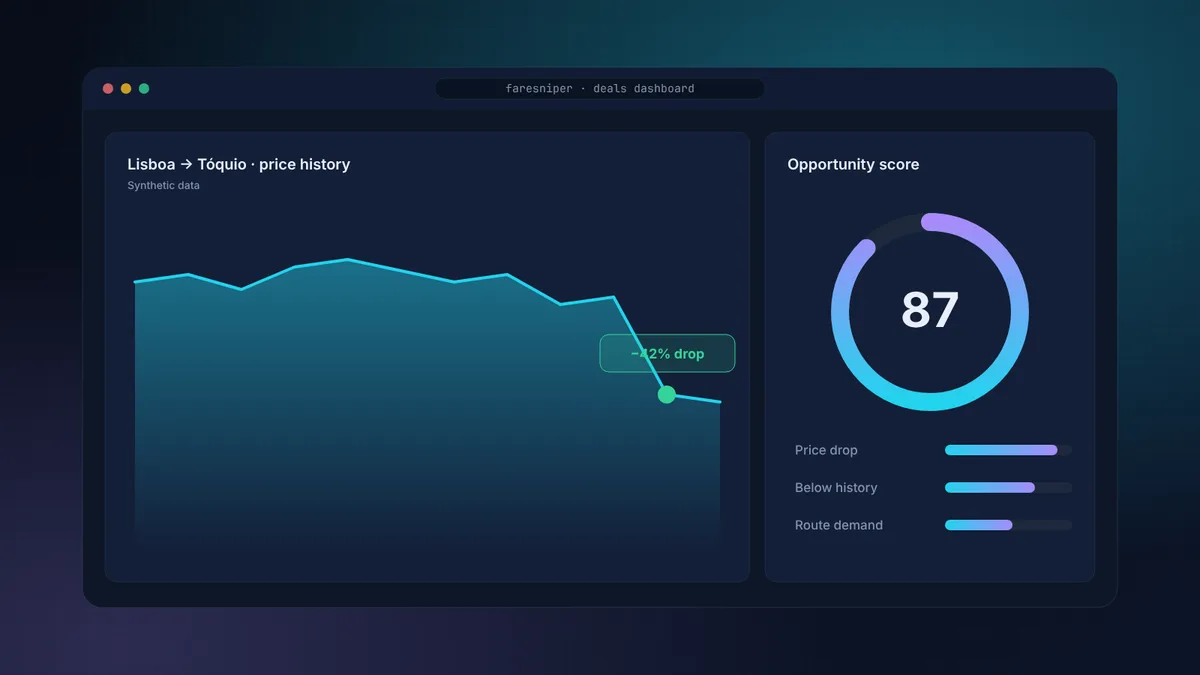 faresniper · deals dashboard
Lisboa → Tóquio · price history
Synthetic data
−42% drop
Opportunity score
87
Price drop
Below history
Route demand